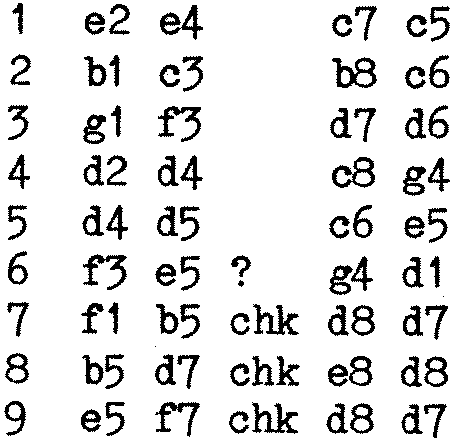 1 e2 e4 c7 c5
2 b1 c3 b8 c6
3 g1 f3 d7 d6
4 d2 d4 c8 g4
5 d4 d5 c6 e5
6 f3 e5 ? g4 d1
7 f1 b5 chk d8 d7
8 b5 d7 chk e8 d8
9 e5 f7 chk d8 d7